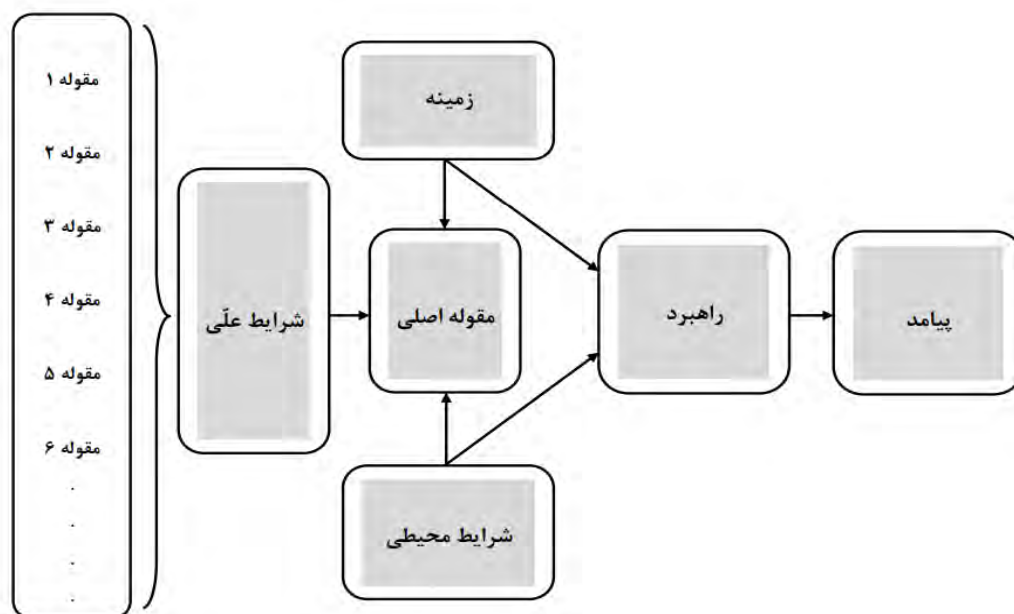 مقوله ۱
مقوله ۲
مقوله ۳
مقوله ۴
مقوله ۵
مقوله ۶
.
.
.
.
زمینه
شرایط علّی
مقوله اصلی
راهبرد
پیامد
شرایط محیطی